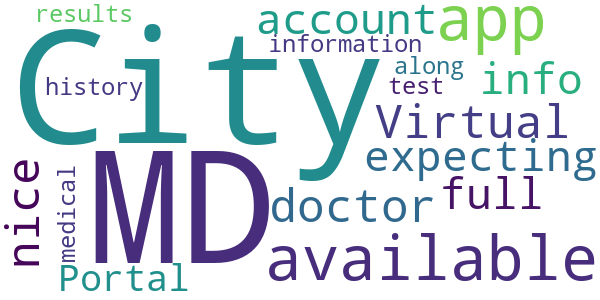 results
City
account
app
information
history
along
test
info
Virtual
expecting
nice
medical
MD
doctor
full
available
Portal